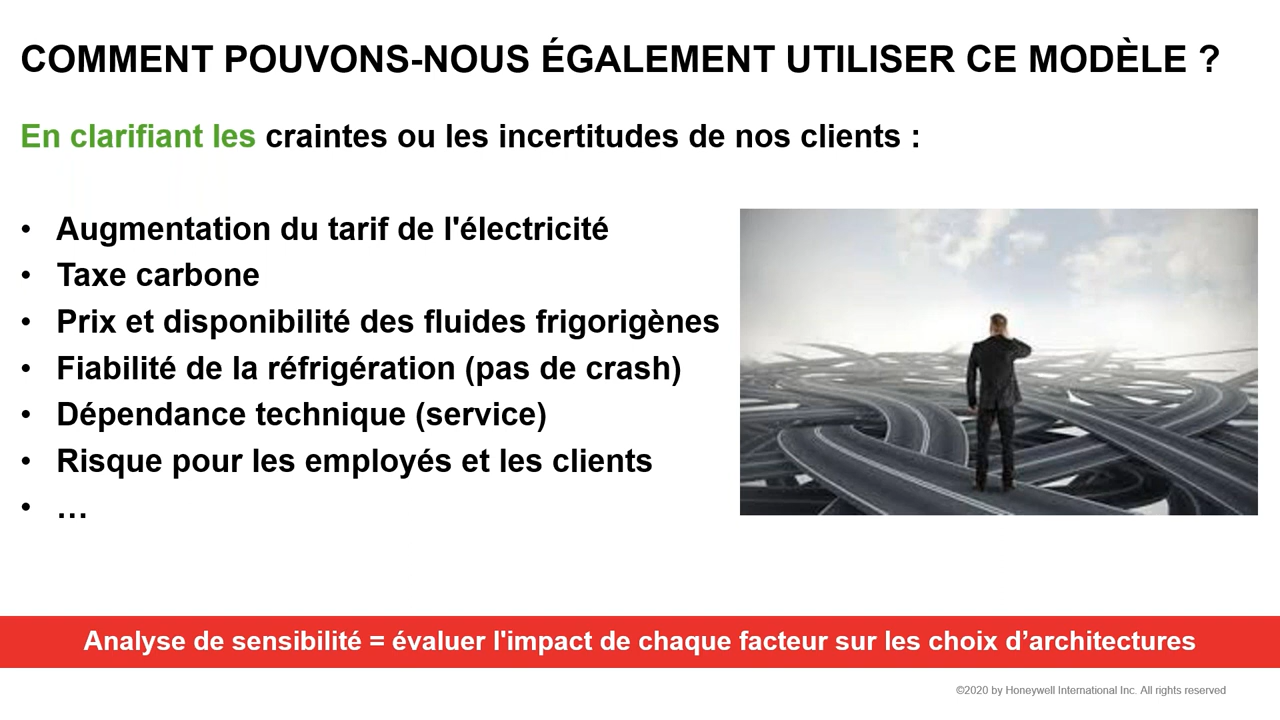 COMMENT POUVONS-NOUS ÉGALEMENT UTILISER CE MODÈLE ?
En clarifiant les craintes ou les incertitudes de nos clients :
• Augmentation du tarif de l'électricité
• Taxe carbone
• Prix et disponibilité des fluides frigorigènes
• Fiabilité de la réfrigération (pas de crash)
• Dépendance technique (service)
• Risque pour les employés et les clients
• …
Analyse de sensibilité = évaluer l'impact de chaque facteur sur les choix d’architectures
©2020 by Honeywell International Inc. All rights reserved